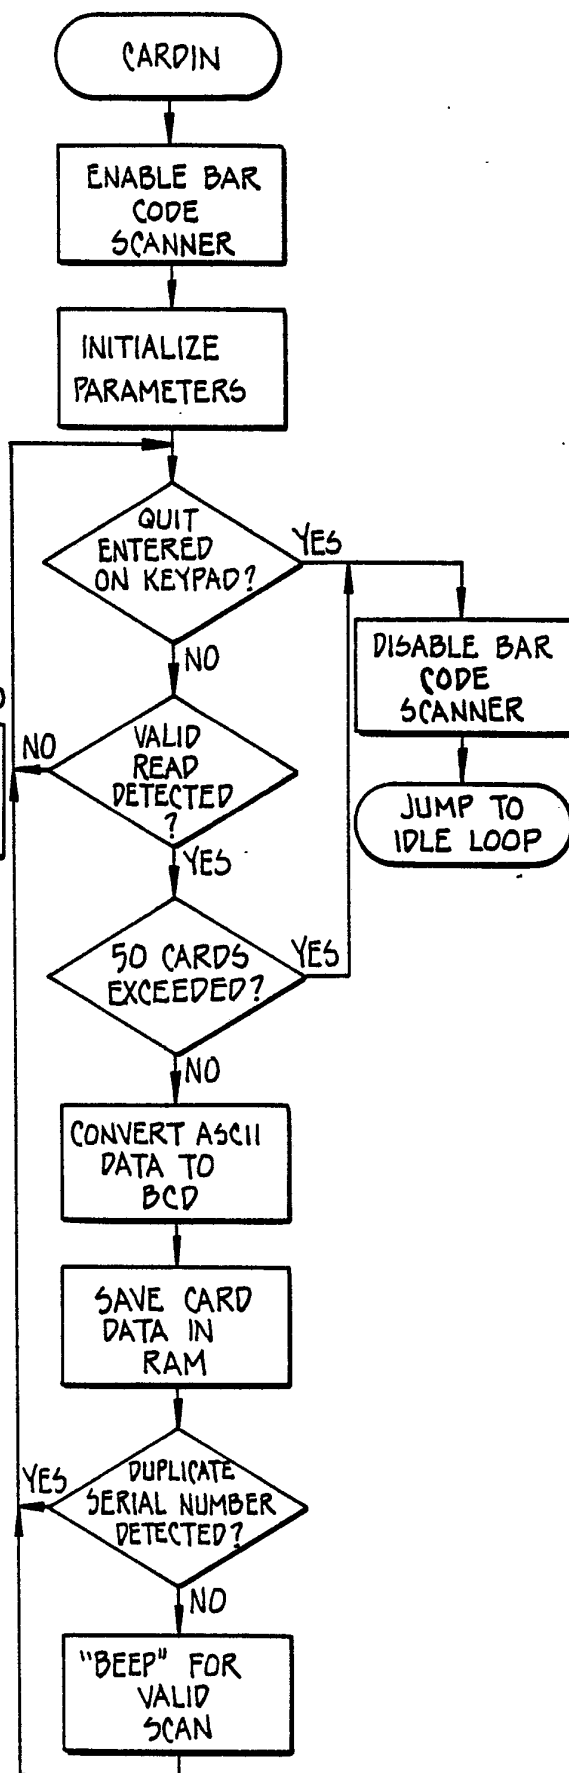 CARDIN
ENABLE BAR
CODE
SCANNER
INITIALIZE
PARAMETERS
QUIT
ENTERED
ON KEYPAD?
YES
NO
DISABLE BAR
CODE
SCANNER
JUMP TO
IDLE LOOP
VALID
READ
DETECTED
?
NO
YES
50 CARDS
EXCEEDED?
YES
NO
CONVERT ASCII
DATA TO
BCD
SAVE CARD
DATA IN
RAM
DUPLICATE
SERIAL NUMBER
DETECTED?
YES
NO
"BEEP" FOR
VALID
SCAN